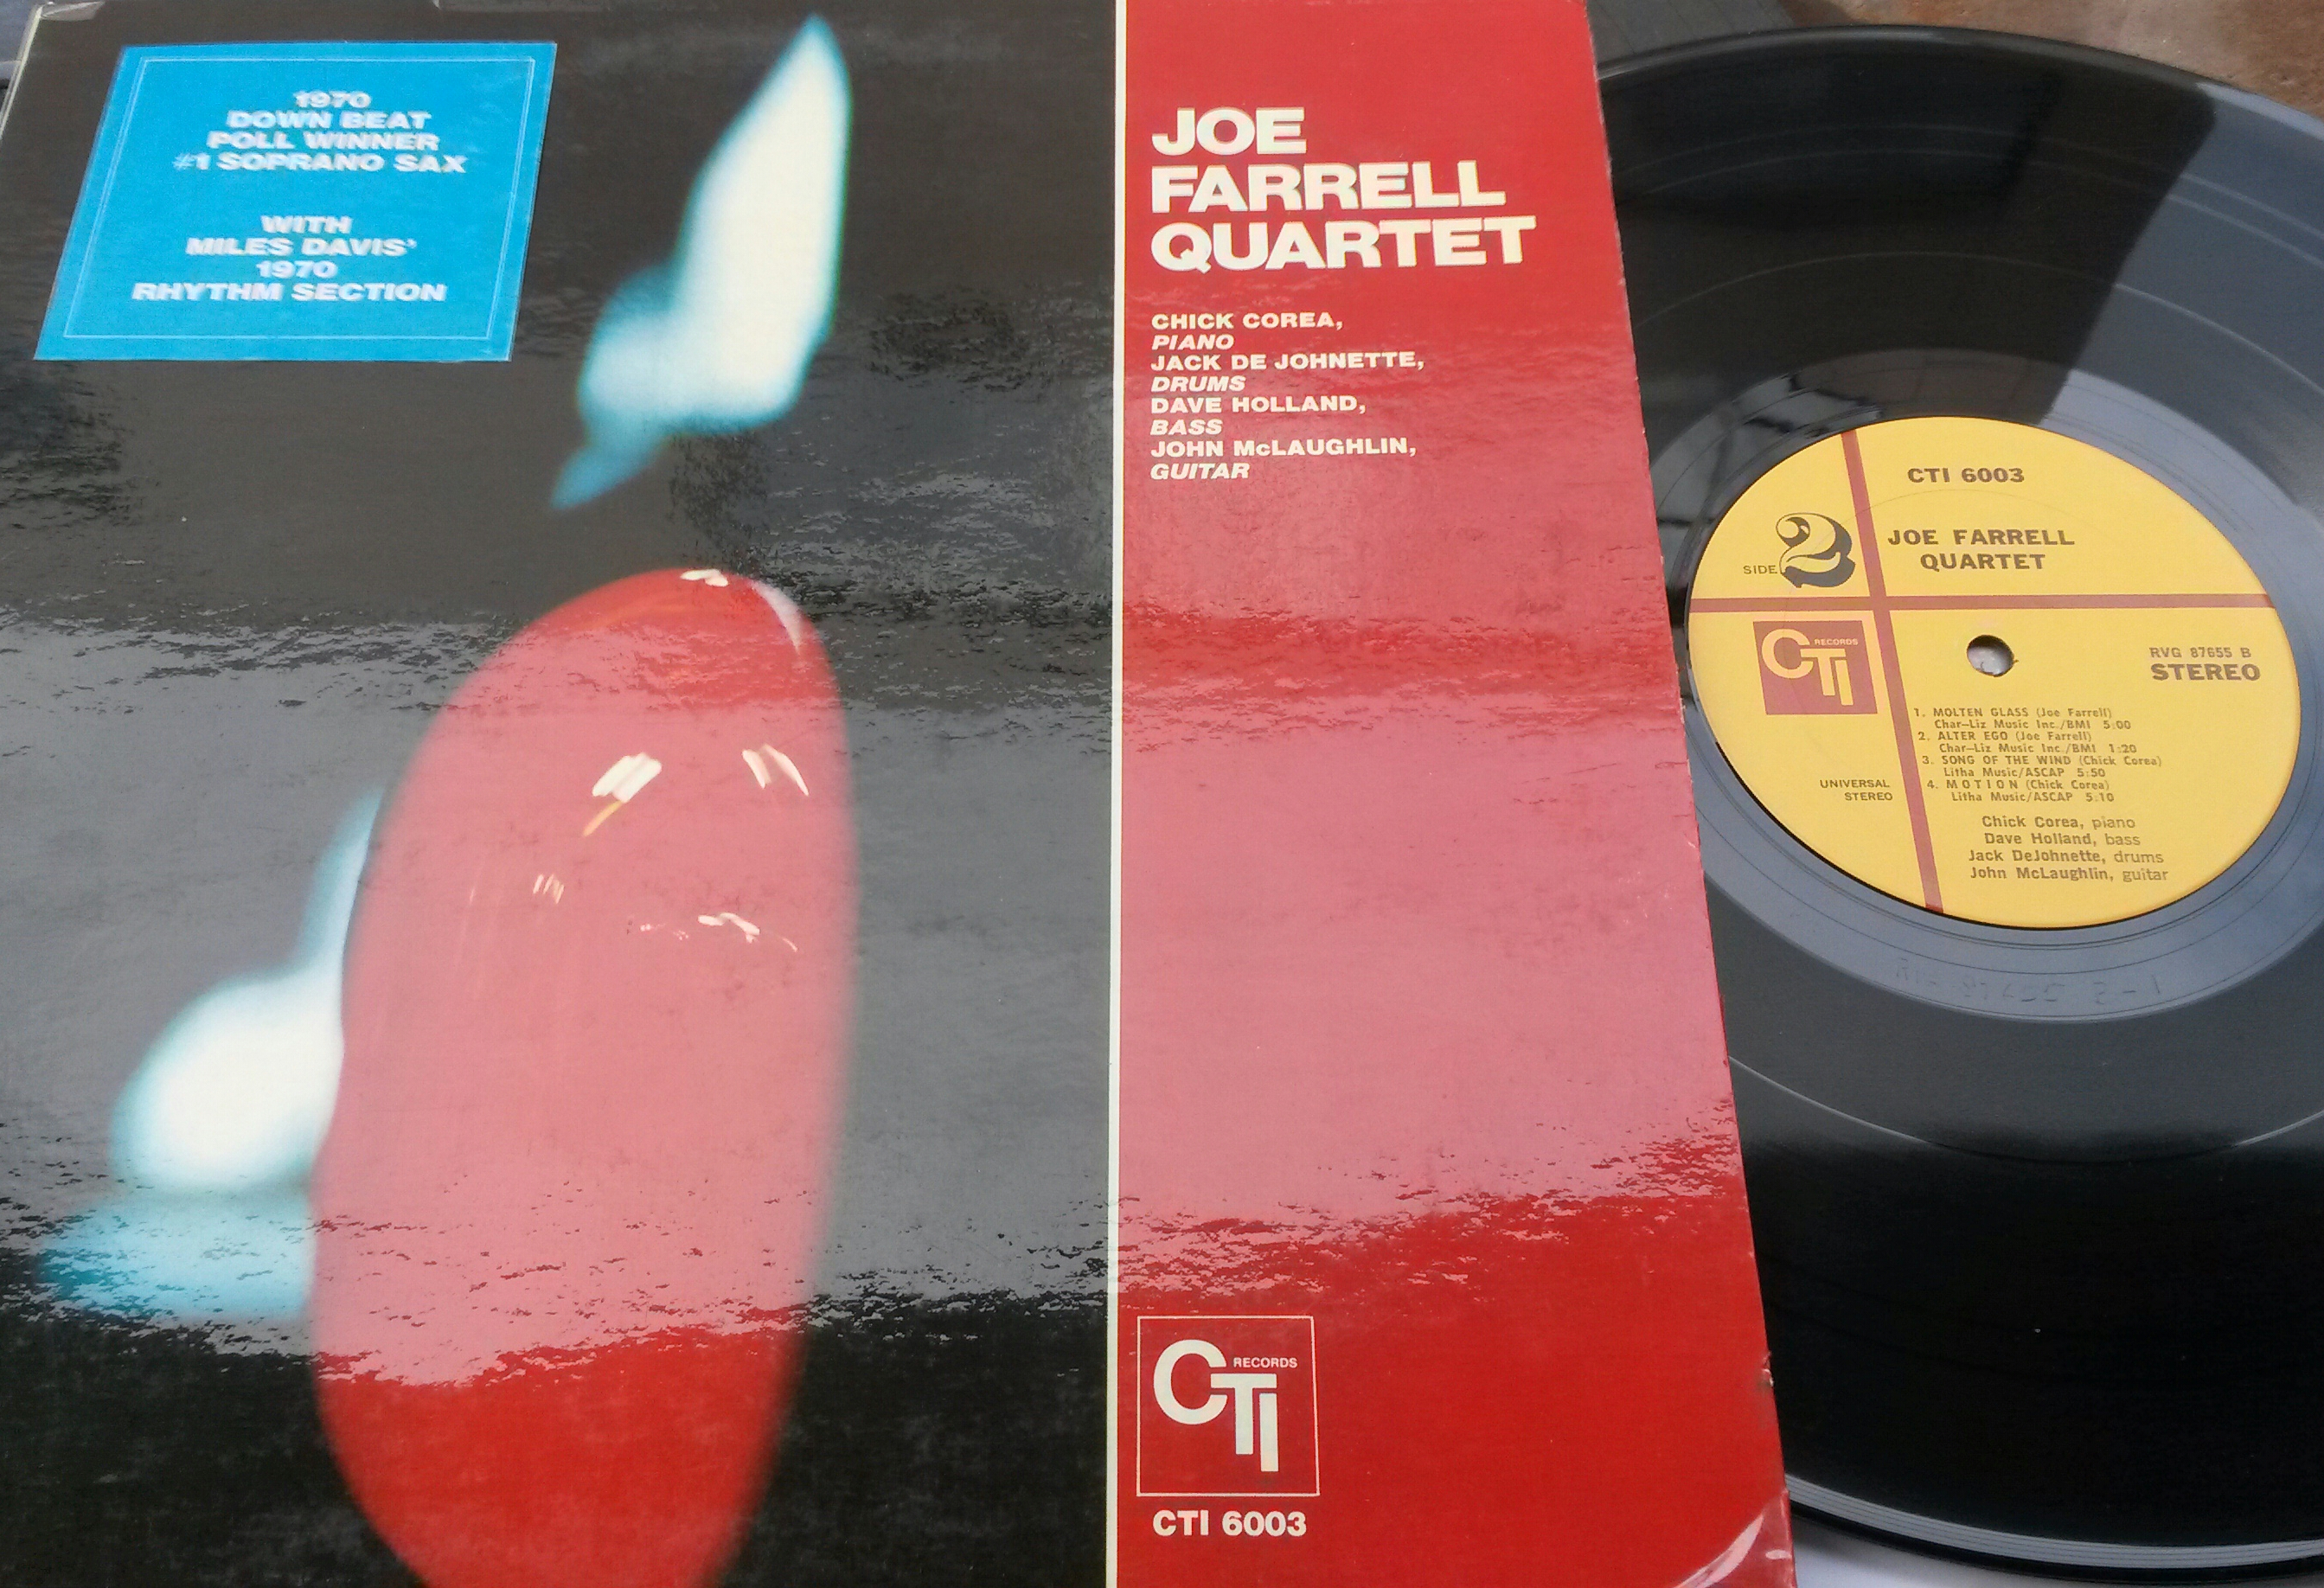 1970
DOWN BEAT
POLL WINNER
#1 SOPRANO SAX
WITH
MILES DAVIS'
1970
RHYTHM SECTION
JOE
FARRELL
QUARTET
CHICK COREA,
PIANO
JACK DE JOHNETTE,
DRUMS
DAVE HOLLAND,
BASS
JOHN McLAUGHLIN,
GUITAR
CTI RECORDS
CTI 6003
CTI 6003
SIDE 2
JOE FARRELL
QUARTET
CTI RECORDS
RVG 87655 B
STEREO
1. MOLTEN GLASS (Joe Farrell)
Char-Liz Music Inc./BMI 5:00
2. ALTER EGO (Joe Farrell)
Char-Liz Music Inc./BMI 1:20
3. SONG OF THE WIND (Chick Corea)
Litha Music/ASCAP 5:50
4. MOTION (Chick Corea)
Litha Music/ASCAP 5:10
UNIVERSAL
STEREO
Chick Corea, piano
Dave Holland, bass
Jack DeJohnette, drums
John McLaughlin, guitar